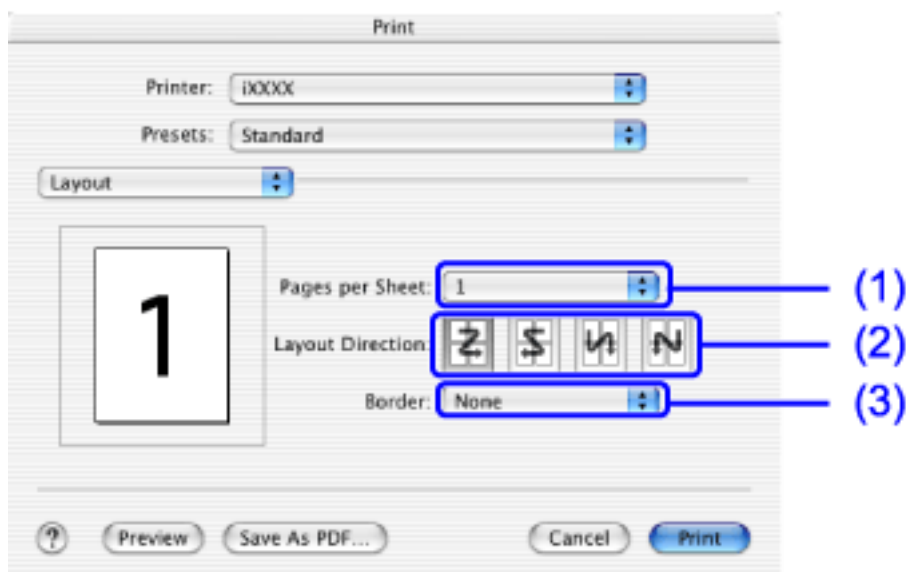 Print
Printer: iXXXX
Presets: Standard
Layout
1
Pages per Sheet: 1 (1)
Layout Direction: (2)
Border: None (3)
? Preview Save As PDF... Cancel Print